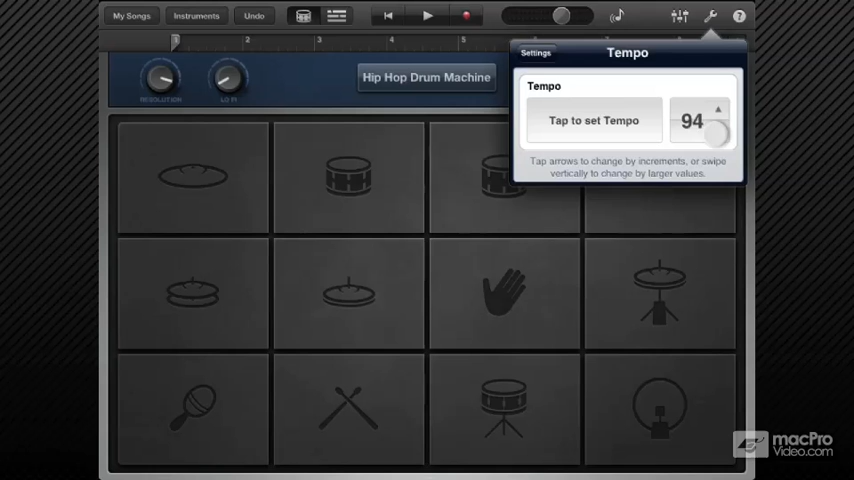 My Songs
Instruments
Undo
?
1 2 3 4 5
Settings
Tempo
Tempo
Tap to set Tempo
94
Tap arrows to change by increments, or swipe
vertically to change by larger values.
RESOLUTION
LO FI
Hip Hop Drum Machine
macPro
Video.com